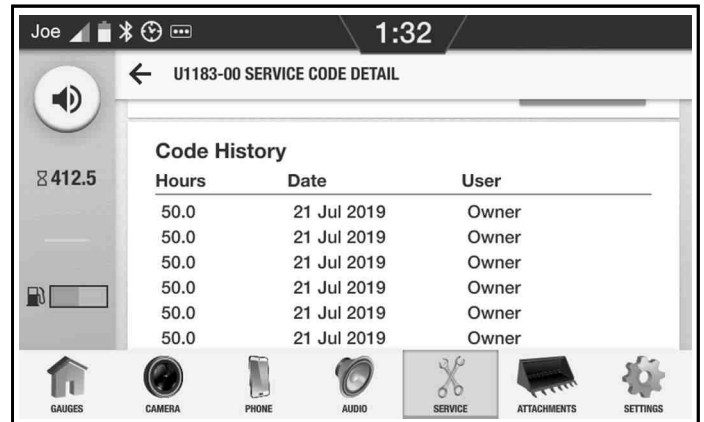 Joe 1:32
U1183-00 SERVICE CODE DETAIL
412.5
Code History
Hours Date User
50.0 21 Jul 2019 Owner
50.0 21 Jul 2019 Owner
50.0 21 Jul 2019 Owner
50.0 21 Jul 2019 Owner
50.0 21 Jul 2019 Owner
50.0 21 Jul 2019 Owner
GAUGES CAMERA PHONE AUDIO SERVICE ATTACHMENTS SETTINGS